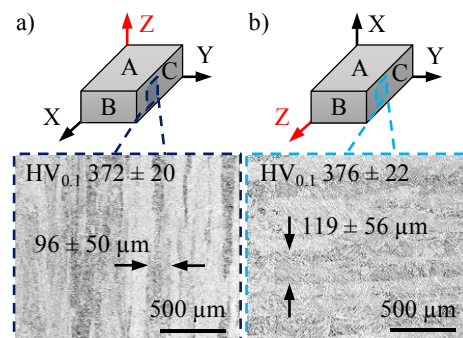 a)
Z
A
Y
C
B
X
HV0.1 372 ± 20
96 ± 50 µm
500 µm
b)
X
A
Y
C
B
Z
HV0.1 376 ± 22
119 ± 56 µm
500 µm